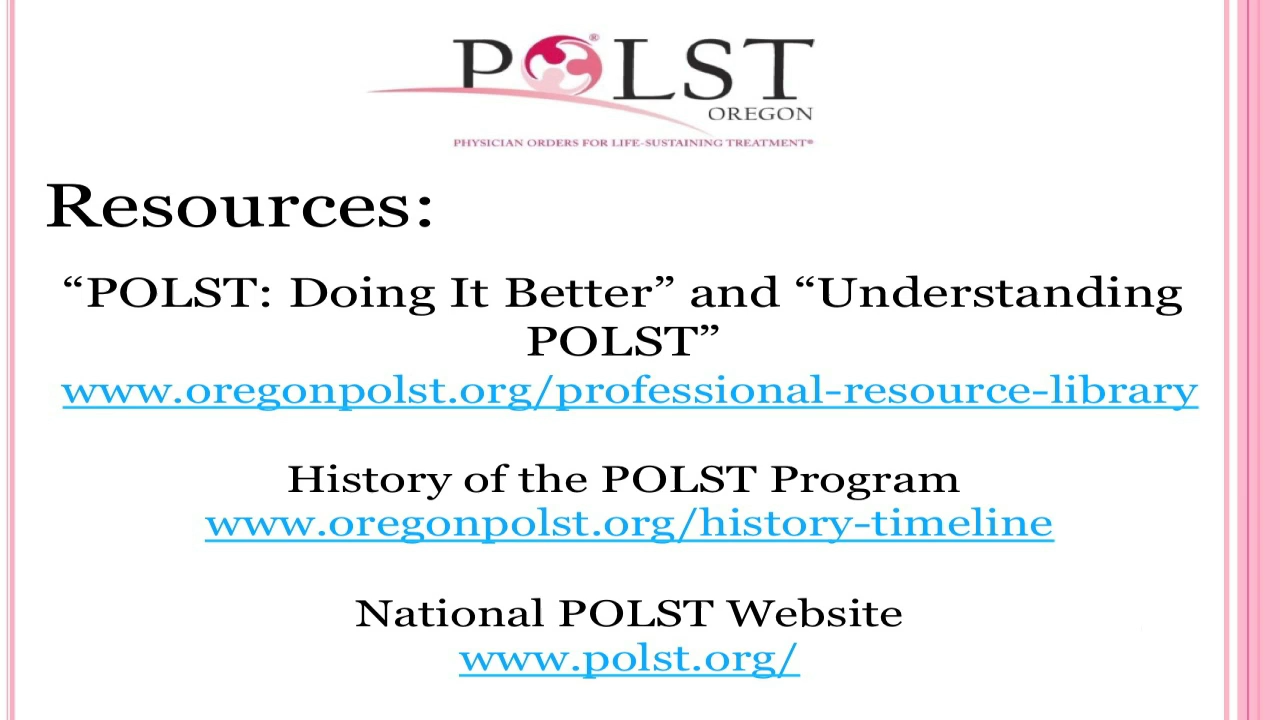 POLST®
OREGON
PHYSICIAN ORDERS FOR LIFE-SUSTAINING TREATMENT®
Resources:
“POLST: Doing It Better” and “Understanding
POLST”
www.oregonpolst.org/professional-resource-library
History of the POLST Program
www.oregonpolst.org/history-timeline
National POLST Website
www.polst.org/